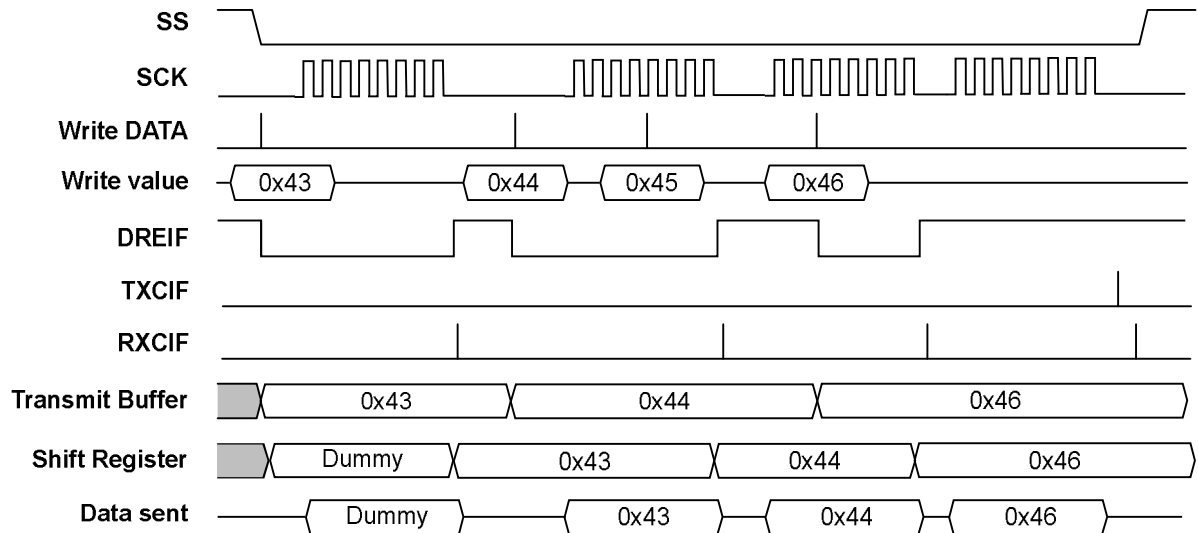 SS
SCK
Write DATA
Write value 0x43 0x44 0x45 0x46
DREIF
TXCIF
RXCIF
Transmit Buffer 0x43 0x44 0x46
Shift Register Dummy 0x43 0x44 0x46
Data sent Dummy 0x43 0x44 0x46